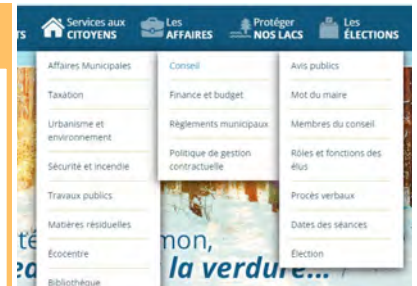 TS
Services aux
CITOYENS
Les
AFFAIRES
Protéger
NOS LACS
Les
ÉLECTIONS
Affaires Municipales
Taxation
Urbanisme et
environnement
Sécurité et incendie
Travaux publics
Matières résiduelles
Écocentre
Bibliothèque
Conseil
Finance et budget
Règlements municipaux
Politique de gestion
contractuelle
Avis publics
Mot du maire
Membres du conseil
Rôles et fonctions des
élus
Procès verbaux
Dates des séances
Élection
té
mon,
la verdure...